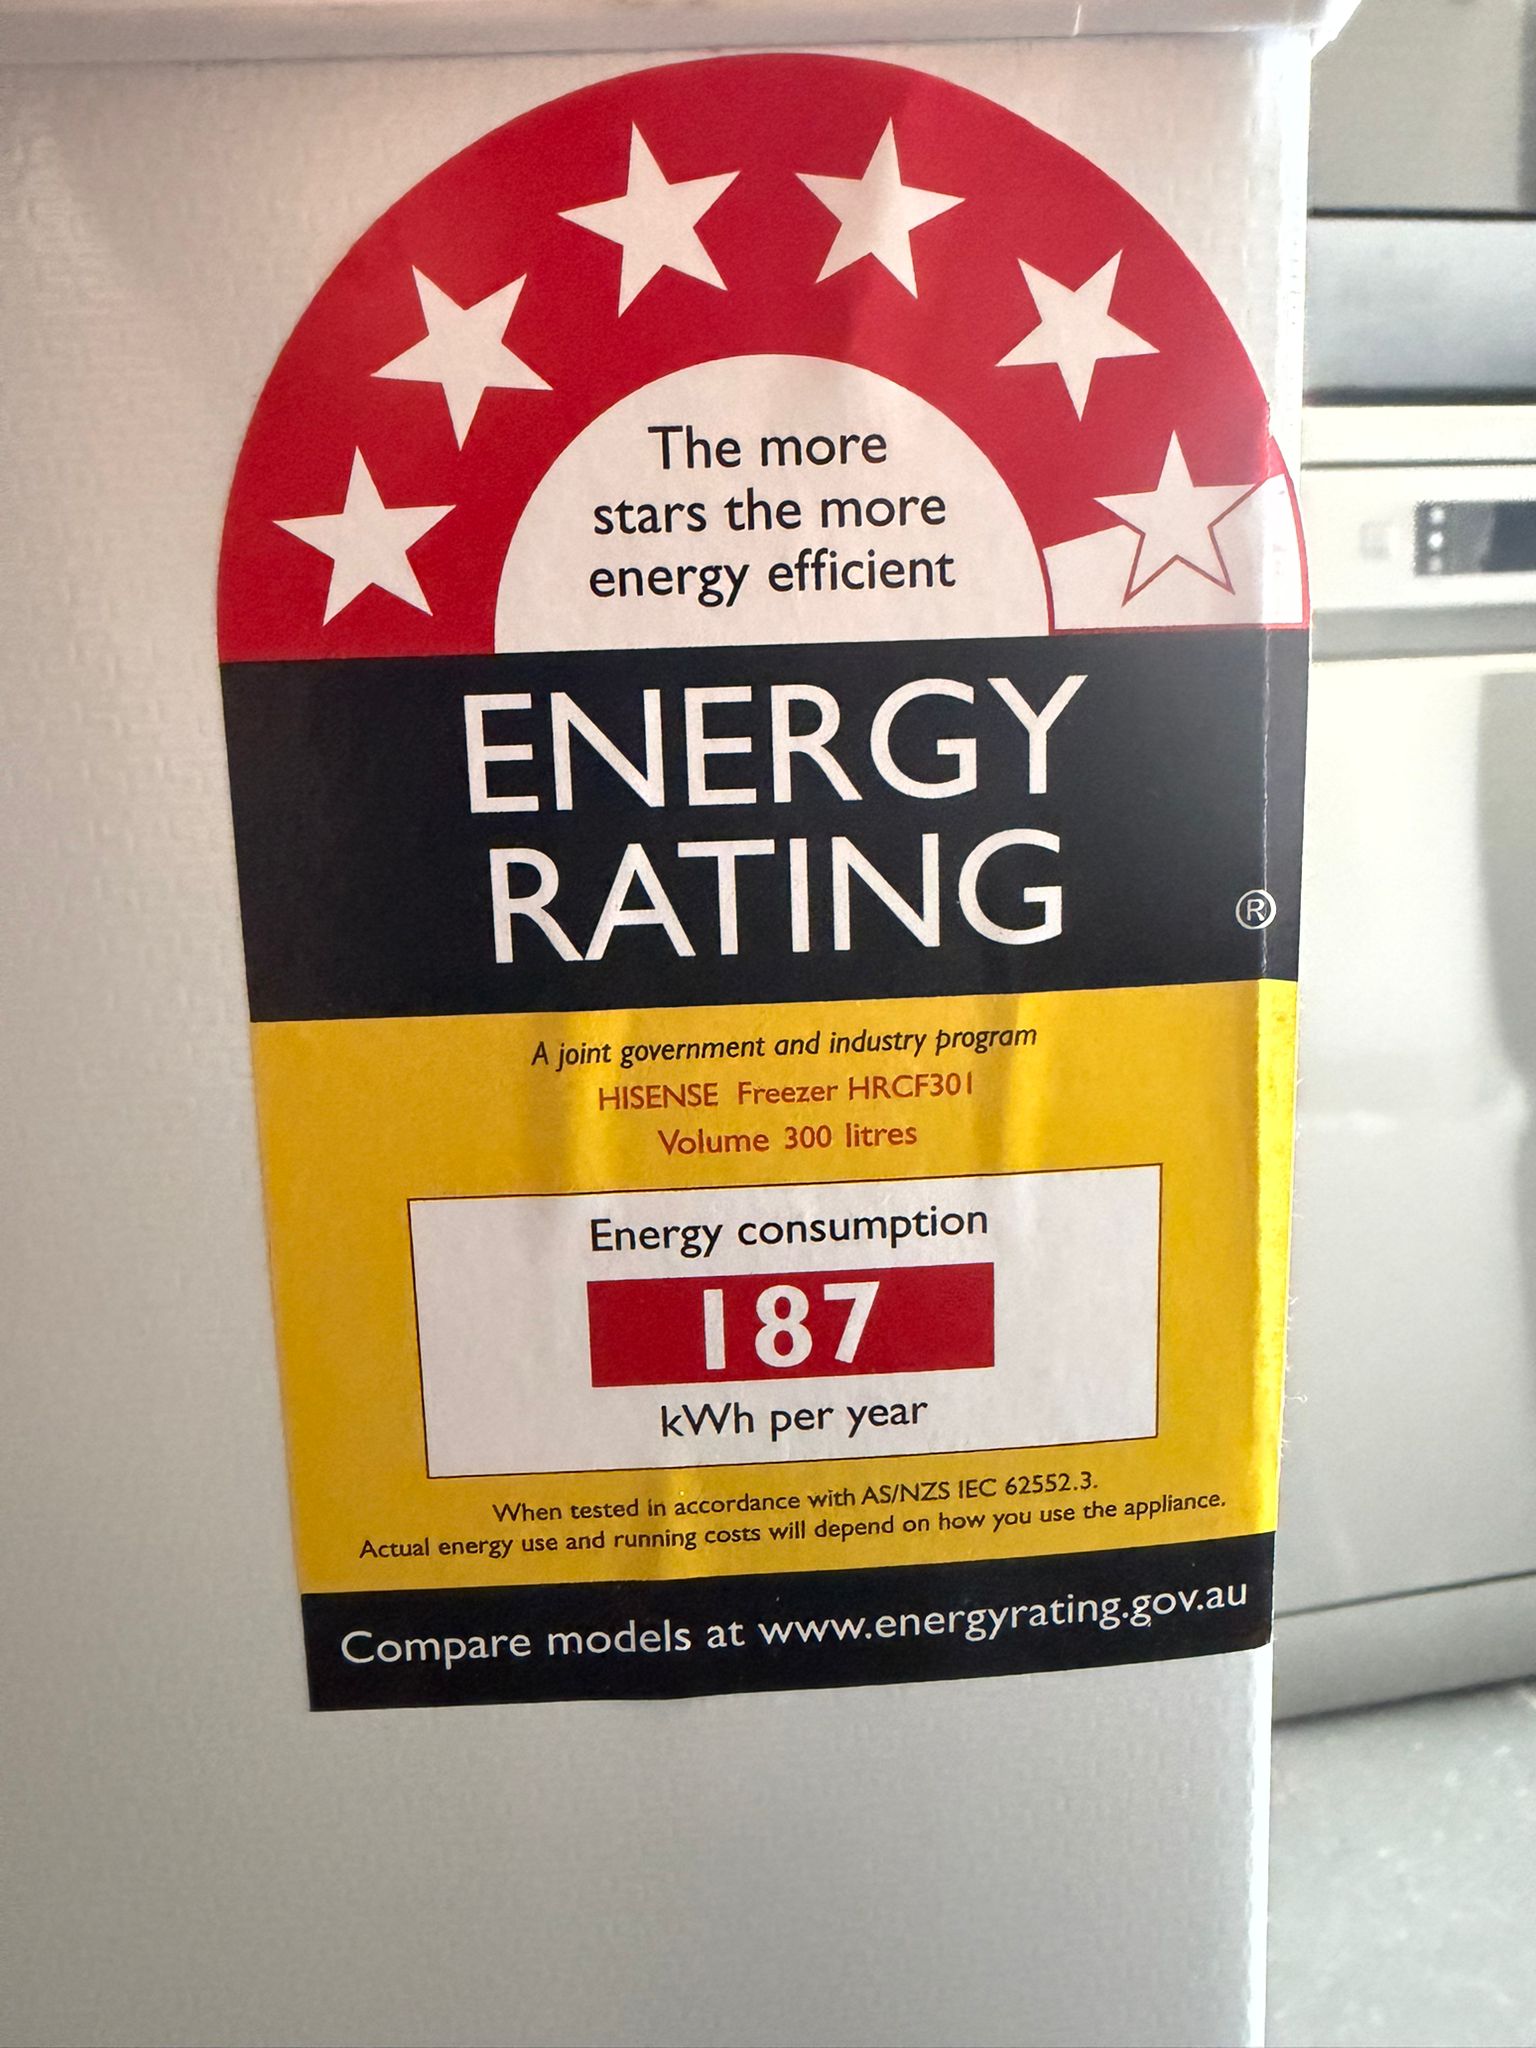 The more
stars the more
energy efficient
ENERGY
RATING
®
A joint government and industry program
HISENSE Freezer HRCF301
Volume 300 litres
Energy consumption
187
kWh per year
When tested in accordance with AS/NZS IEC 62552.3.
Actual energy use and running costs will depend on how you use the appliance.
Compare models at www.energyrating.gov.au